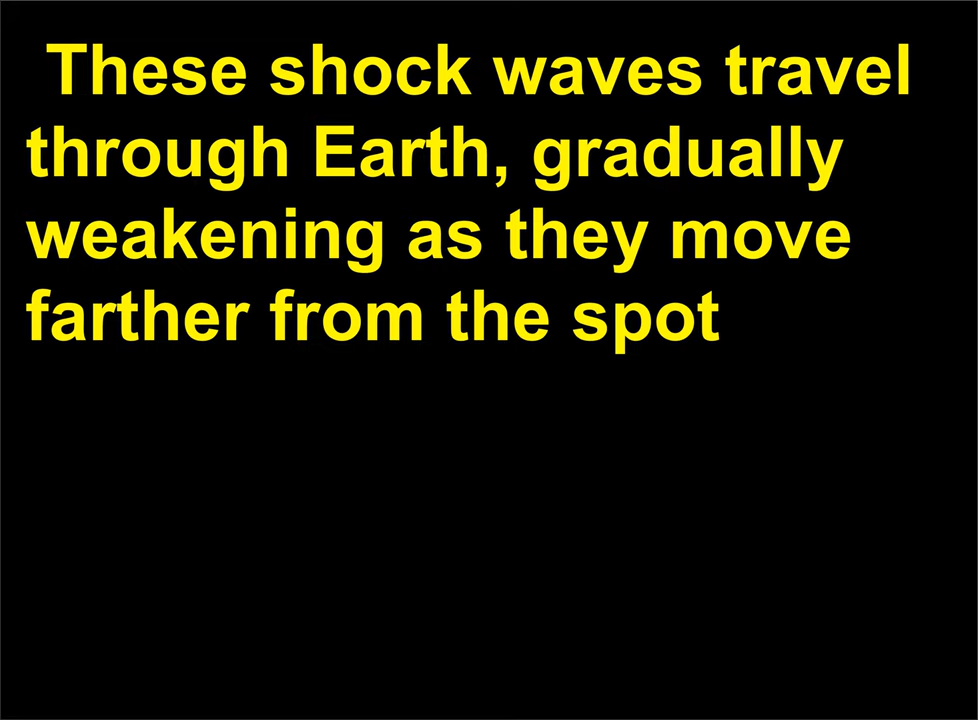 These shock waves travel
through Earth, gradually
weakening as they move
farther from the spot